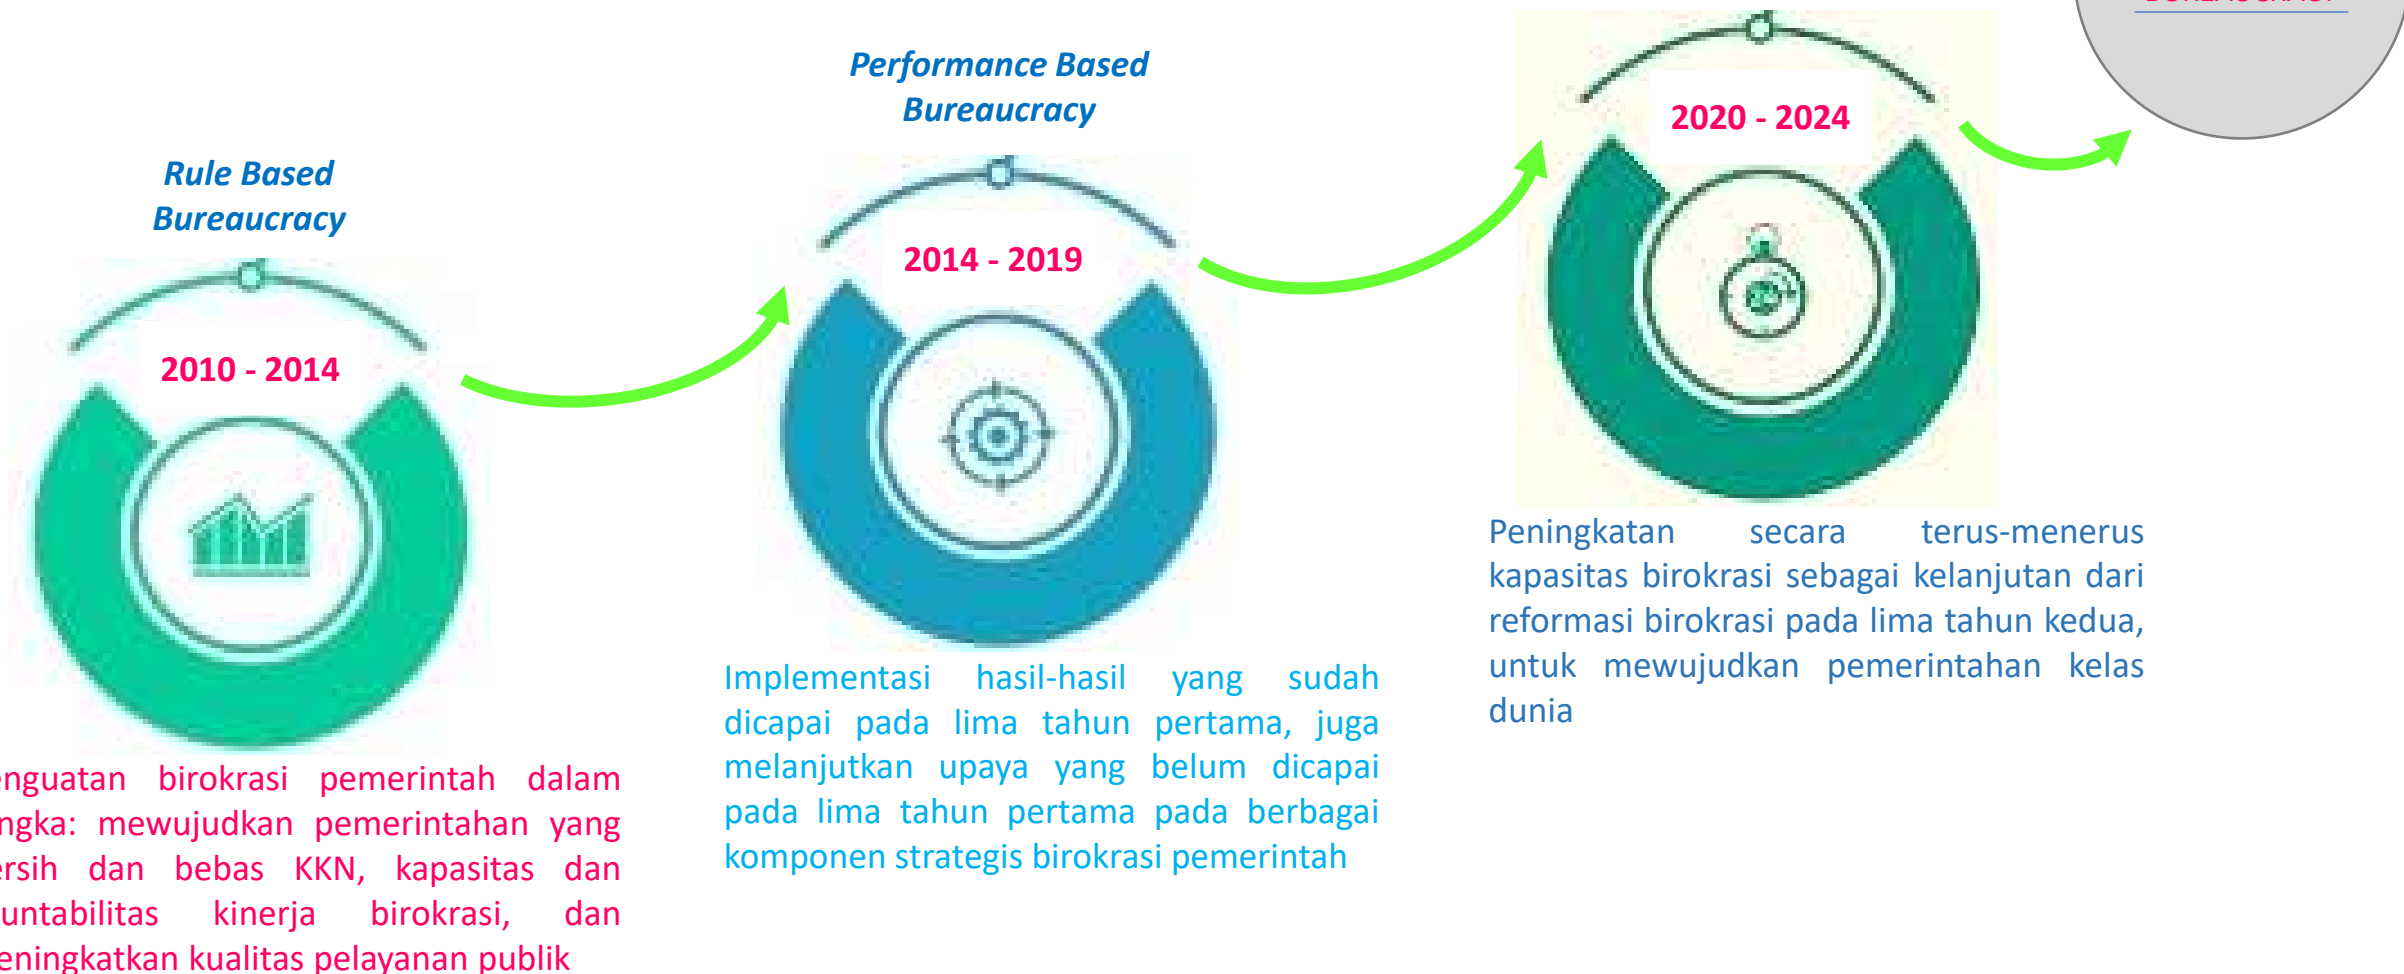 Rule Based
Bureaucracy
2010 - 2014
enguatan birokrasi pemerintah dalam
ngka: mewujudkan pemerintahan yang
ersih dan bebas KKN, kapasitas dan
untabilitas kinerja birokrasi, dan
eningkatkan kualitas pelayanan publik
Performance Based
Bureaucracy
2014 - 2019
Implementasi hasil-hasil yang sudah
dicapai pada lima tahun pertama, juga
melanjutkan upaya yang belum dicapai
pada lima tahun pertama pada berbagai
komponen strategis birokrasi pemerintah
2020 - 2024
Peningkatan secara terus-menerus
kapasitas birokrasi sebagai kelanjutan dari
reformasi birokrasi pada lima tahun kedua,
untuk mewujudkan pemerintahan kelas
dunia